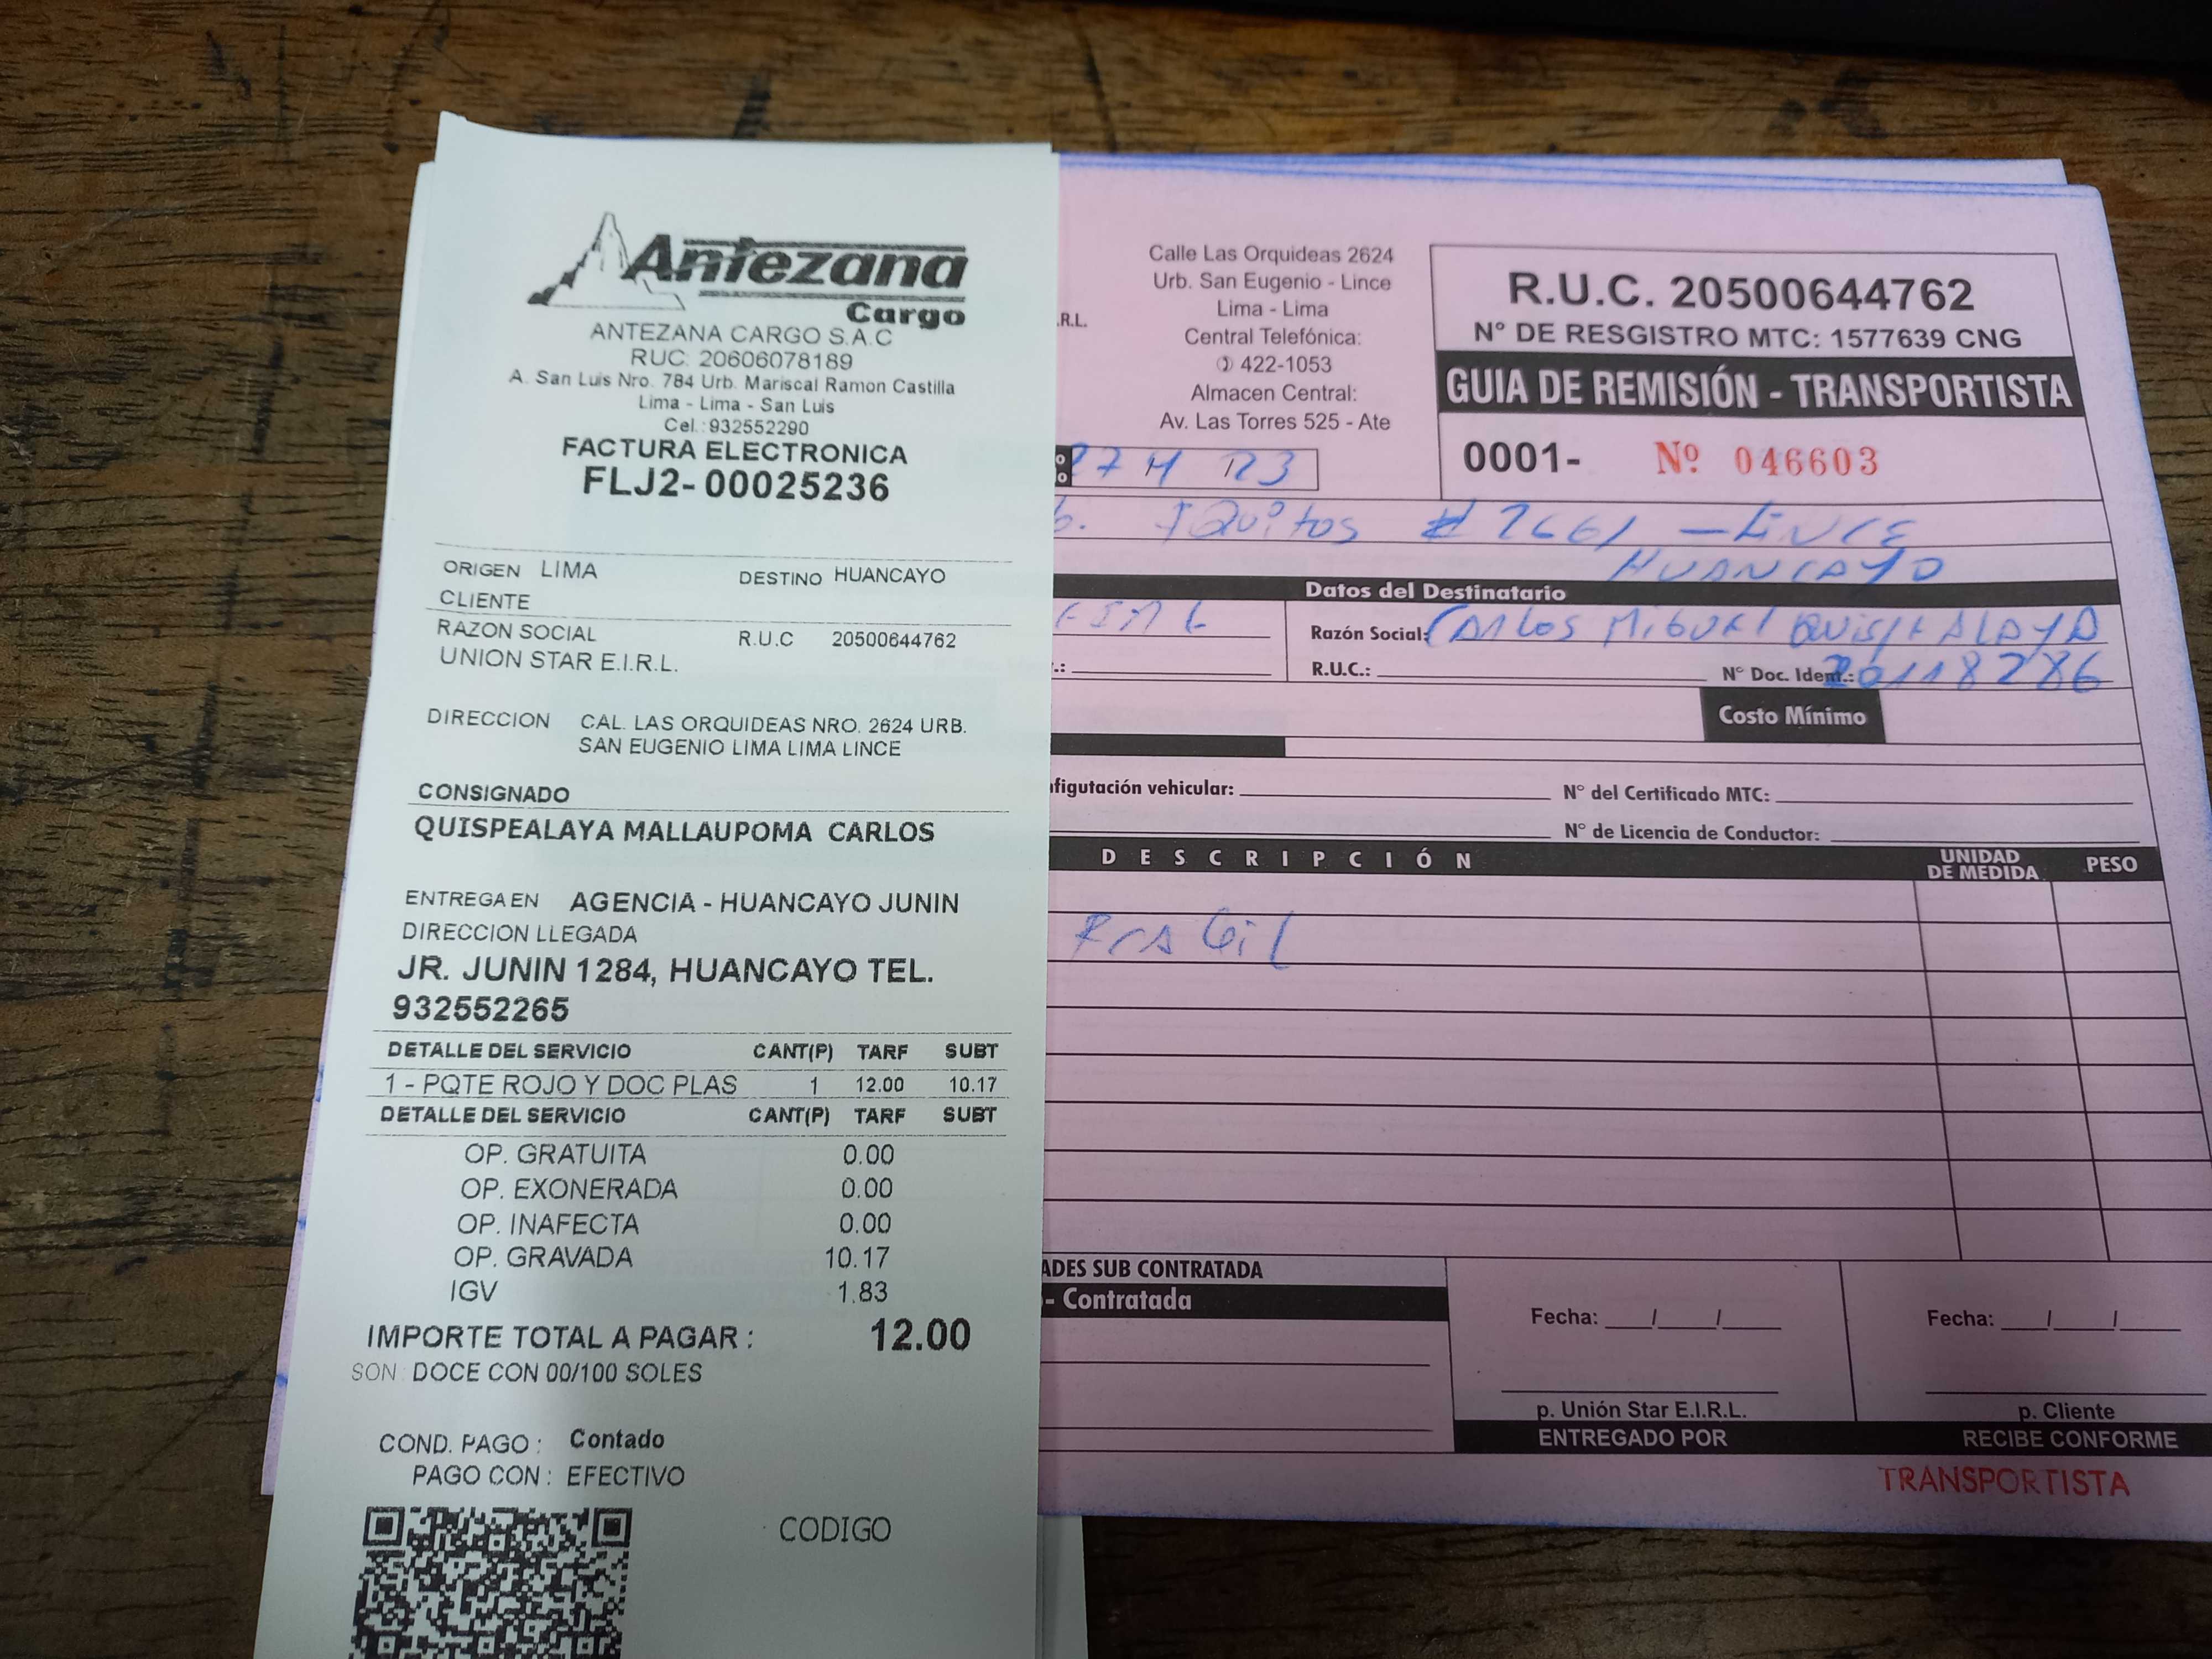 Antezana
Cargo
ANTEZANA CARGO S.A.C
RUC: 20606078189
A. San Luis Nro. 784 Urb. Mariscal Ramon Castilla
Lima - Lima - San Luis
Cel.:932552290
FACTURA ELECTRONICA
FLJ2-00025236
ORIGEN LIMA DESTINO HUANCAYO
CLIENTE
RAZON SOCIAL R.U.C 20500644762
UNION STAR E.I.R.L.
DIRECCION CAL. LAS ORQUIDEAS NRO. 2624 URB.
SAN EUGENIO LIMA LIMA LINCE
CONSIGNADO
QUISPEALAYA MALLAUPOMA CARLOS
ENTREGA EN AGENCIA - HUANCAYO JUNIN
DIRECCION LLEGADA
JR. JUNIN 1284, HUANCAYO TEL.
932552265
DETALLE DEL SERVICIO CANT(P) TARF SUBT
1 - PQTE ROJO Y DOC PLAS 1 12.00 10.17
DETALLE DEL SERVICIO CANT(P) TARF SUBT
OP. GRATUITA 0.00
OP. EXONERADA 0.00
OP. INAFECTA 0.00
OP. GRAVADA 10.17
IGV 1.83
IMPORTE TOTAL A PAGAR : 12.00
SON : DOCE CON 00/100 SOLES
COND. PAGO : Contado
PAGO CON : EFECTIVO
CODIGO
.R.L.
Calle Las Orquideas 2624
Urb. San Eugenio - Lince
Lima - Lima
Central Telefónica:
422-1053
Almacen Central:
Av. Las Torres 525 - Ate
R.U.C. 20500644762
N° DE RESGISTRO MTC: 1577639 CNG
GUIA DE REMISIÓN - TRANSPORTISTA
0001- Nº 046603
IQuitos # 2661 - LINCE
HUANCAYO
Datos del Destinatario
Razón Social: CARLOS MIGUEL QUISPEALAYA
R.U.C.: N° Doc. Ident.: 20118286
Costo Mínimo
nfigutación vehicular: N° del Certificado MTC:
N° de Licencia de Conductor:
DESCRIPCIÓN UNIDAD DE MEDIDA PESO
ADES SUB CONTRATADA
- Contratada
Fecha: / / Fecha: / /
p. Unión Star E.I.R.L. p. Cliente
ENTREGADO POR RECIBE CONFORME
TRANSPORTISTA